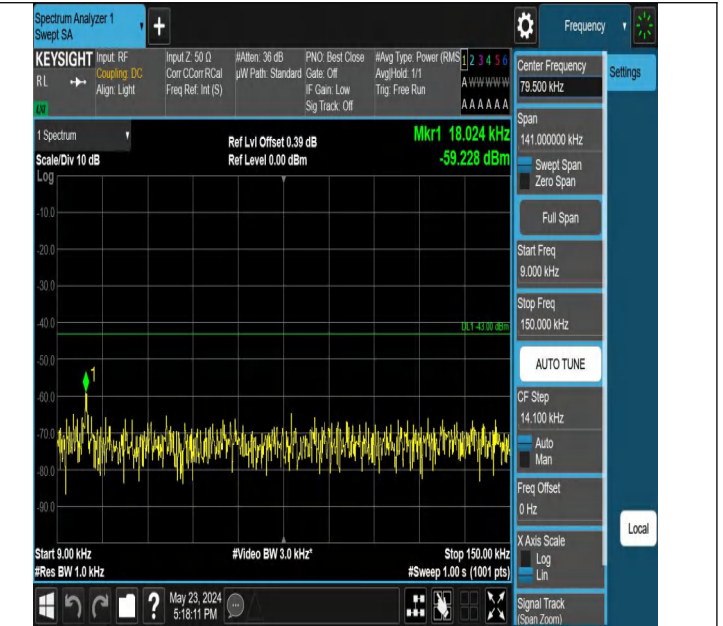 Spectrum Analyzer 1
Swept SA
+
Frequency
KEYSIGHT
RL
Input: RF
Coupling: DC
Align: Light
Input Z: 50 Ω
Corr CCorr RCal
Freq Ref: Int (S)
#Atten: 36 dB
µW Path: Standard
PNO: Best Close
Gate: Off
IF Gain: Low
Sig Track: Off
#Avg Type: Power (RMS
Avg|Hold: 1/1
Trig: Free Run
1 2 3 4 5 6
A W W W W W
A A A A A A
1 Spectrum
Scale/Div 10 dB
Log
Ref Lvl Offset 0.39 dB
Ref Level 0.00 dBm
Mkr1 18.024 kHz
-59.228 dBm
-10.0
-20.0
-30.0
-40.0
DL1 -43.00 dBm
-50.0
1
-60.0
-70.0
-80.0
-90.0
Start 9.00 kHz
#Res BW 1.0 kHz
#Video BW 3.0 kHz*
Stop 150.00 kHz
#Sweep 1.00 s (1001 pts)
May 23, 2024
5:18:11 PM
?
Center Frequency
79.500 kHz
Settings
Span
141.000000 kHz
Swept Span
Zero Span
Full Span
Start Freq
9.000 kHz
Stop Freq
150.000 kHz
AUTO TUNE
CF Step
14.100 kHz
Auto
Man
Freq Offset
0 Hz
X Axis Scale
Log
Lin
Local
Signal Track
(Span Zoom)